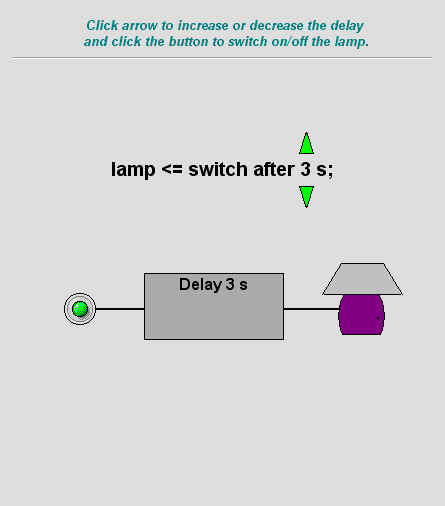 Click arrow to increase or decrease the delay
and click the button to switch on/off the lamp.
lamp <= switch after 3 s;
Delay 3 s